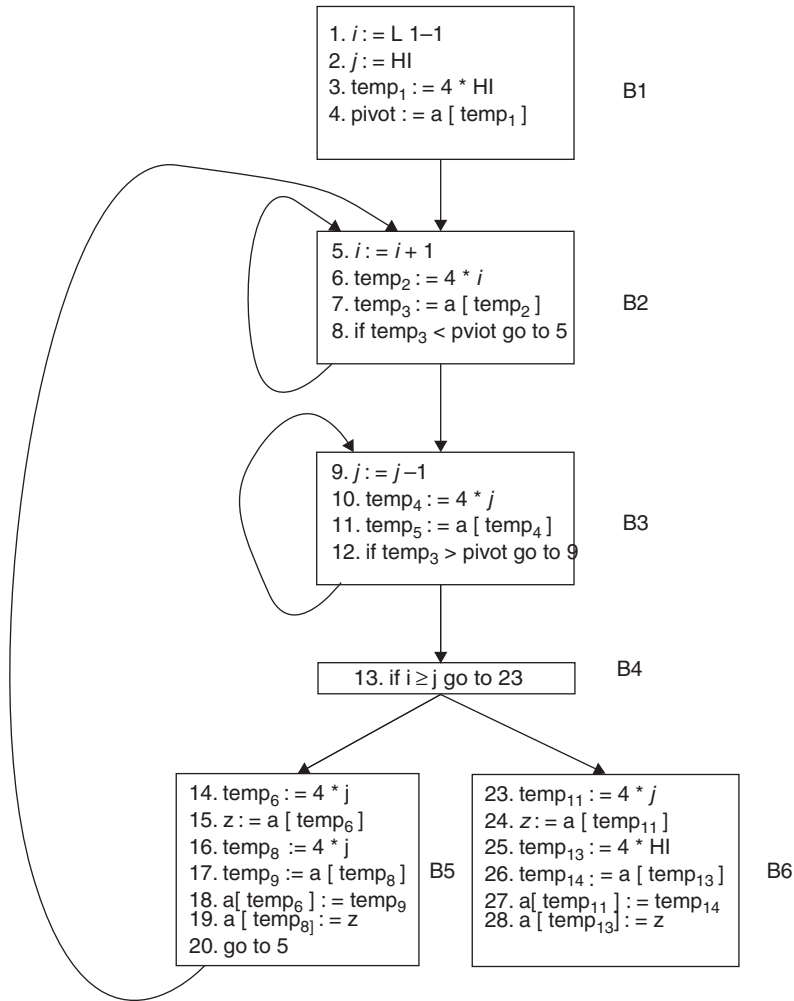 1. i : = L 1–1
2. j : = HI
3. temp₁ : = 4 * HI
4. pivot : = a [ temp₁ ]
B1
5. i : = i + 1
6. temp₂ : = 4 * i
7. temp₃ : = a [ temp₂ ]
8. if temp₃ < pviot go to 5
B2
9. j : = j –1
10. temp₄ : = 4 * j
11. temp₅ : = a [ temp₄ ]
12. if temp₃ > pivot go to 9
B3
13. if i ≥ j go to 23
B4
14. temp₆ : = 4 * j
15. z : = a [ temp₆ ]
16. temp₈ := 4 * j
17. temp₉ : = a [ temp₈ ]
18. a[ temp₆ ] : = temp₉
19. a [ temp₈] : = z
20. go to 5
B5
23. temp₁₁ : = 4 * j
24. z : = a [ temp₁₁ ]
25. temp₁₃ : = 4 * HI
26. temp₁₄ : = a [ temp₁₃ ]
27. a[ temp₁₁ ] : = temp₁₄
28. a [ temp₁₃] : = z
B6